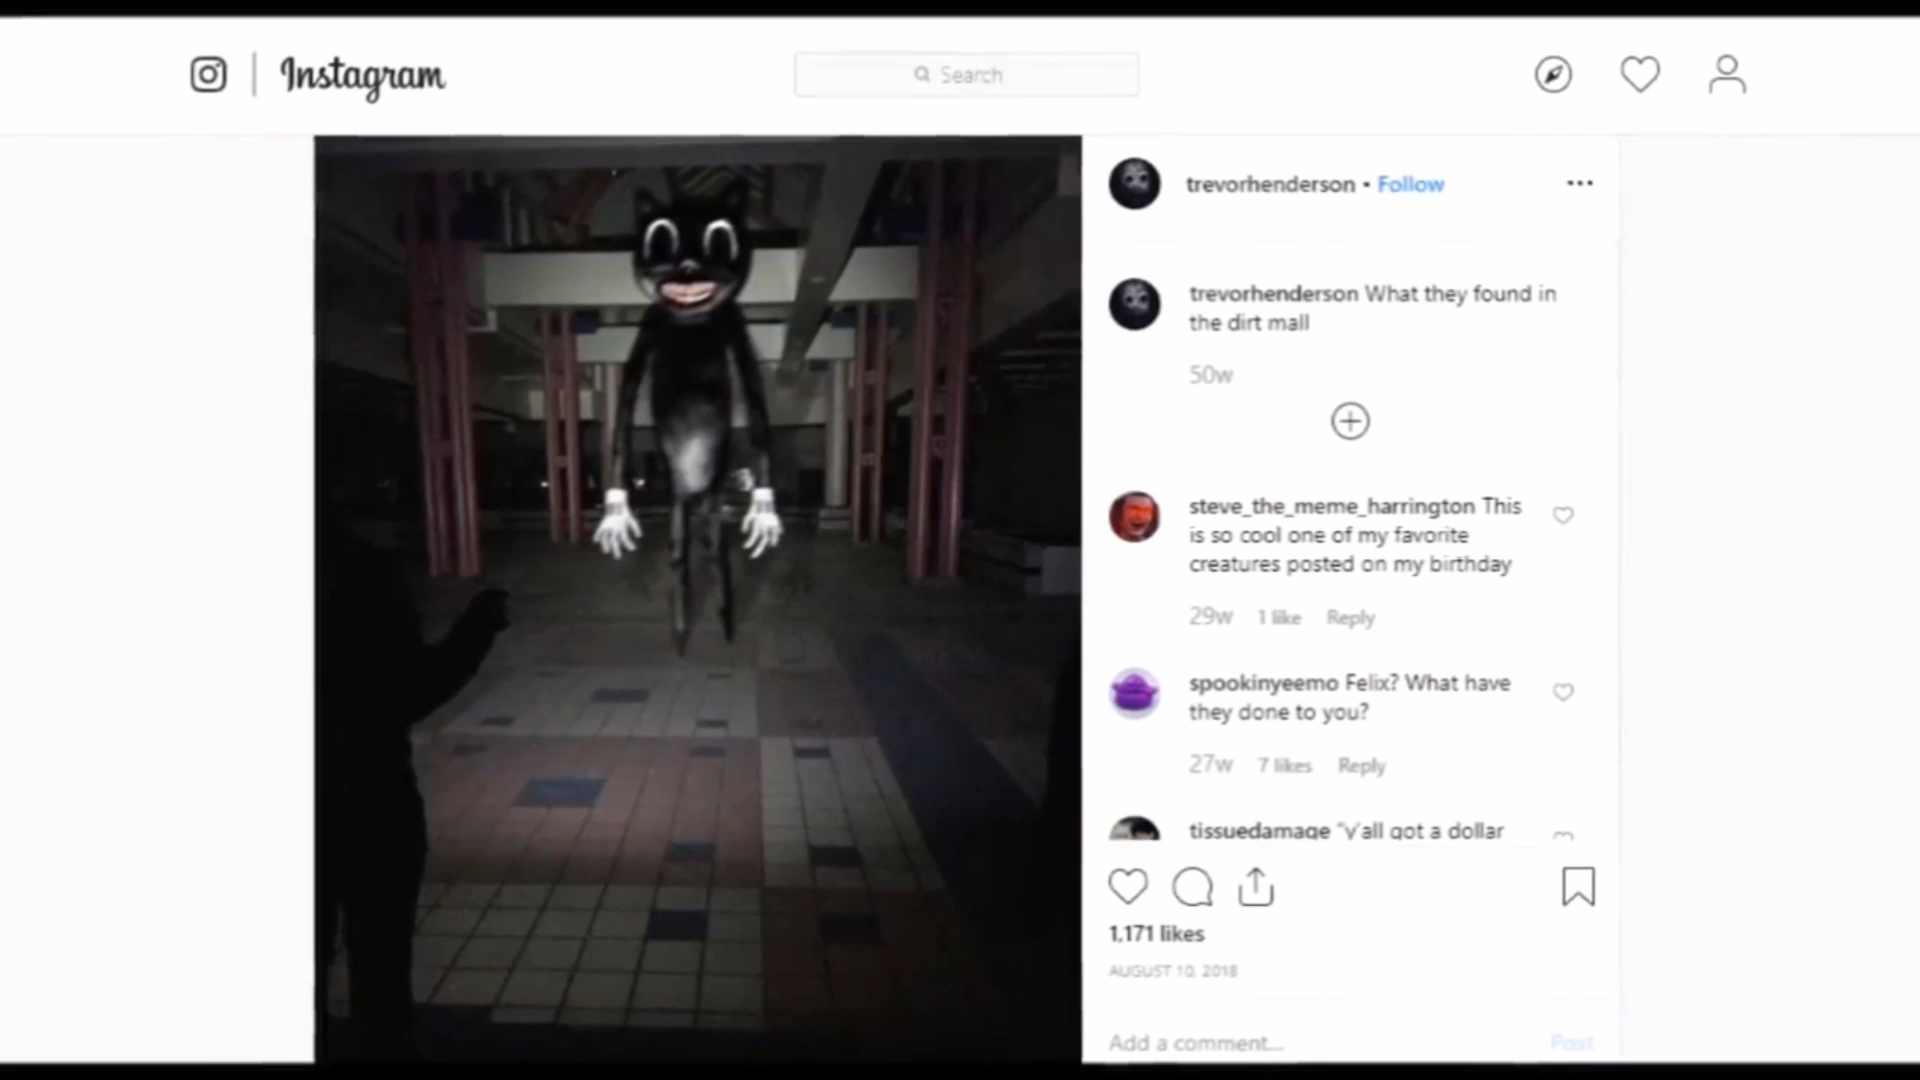 Instagram
Search
trevorhenderson • Follow
trevorhenderson What they found in
the dirt mall
50w
steve_the_meme_harrington This
is so cool one of my favorite
creatures posted on my birthday
29w 1 like Reply
spookinyeemo Felix? What have
they done to you?
27w 7 likes Reply
tissuedamage "y'all got a dollar
1,171 likes
AUGUST 10, 2018
Add a comment... Post